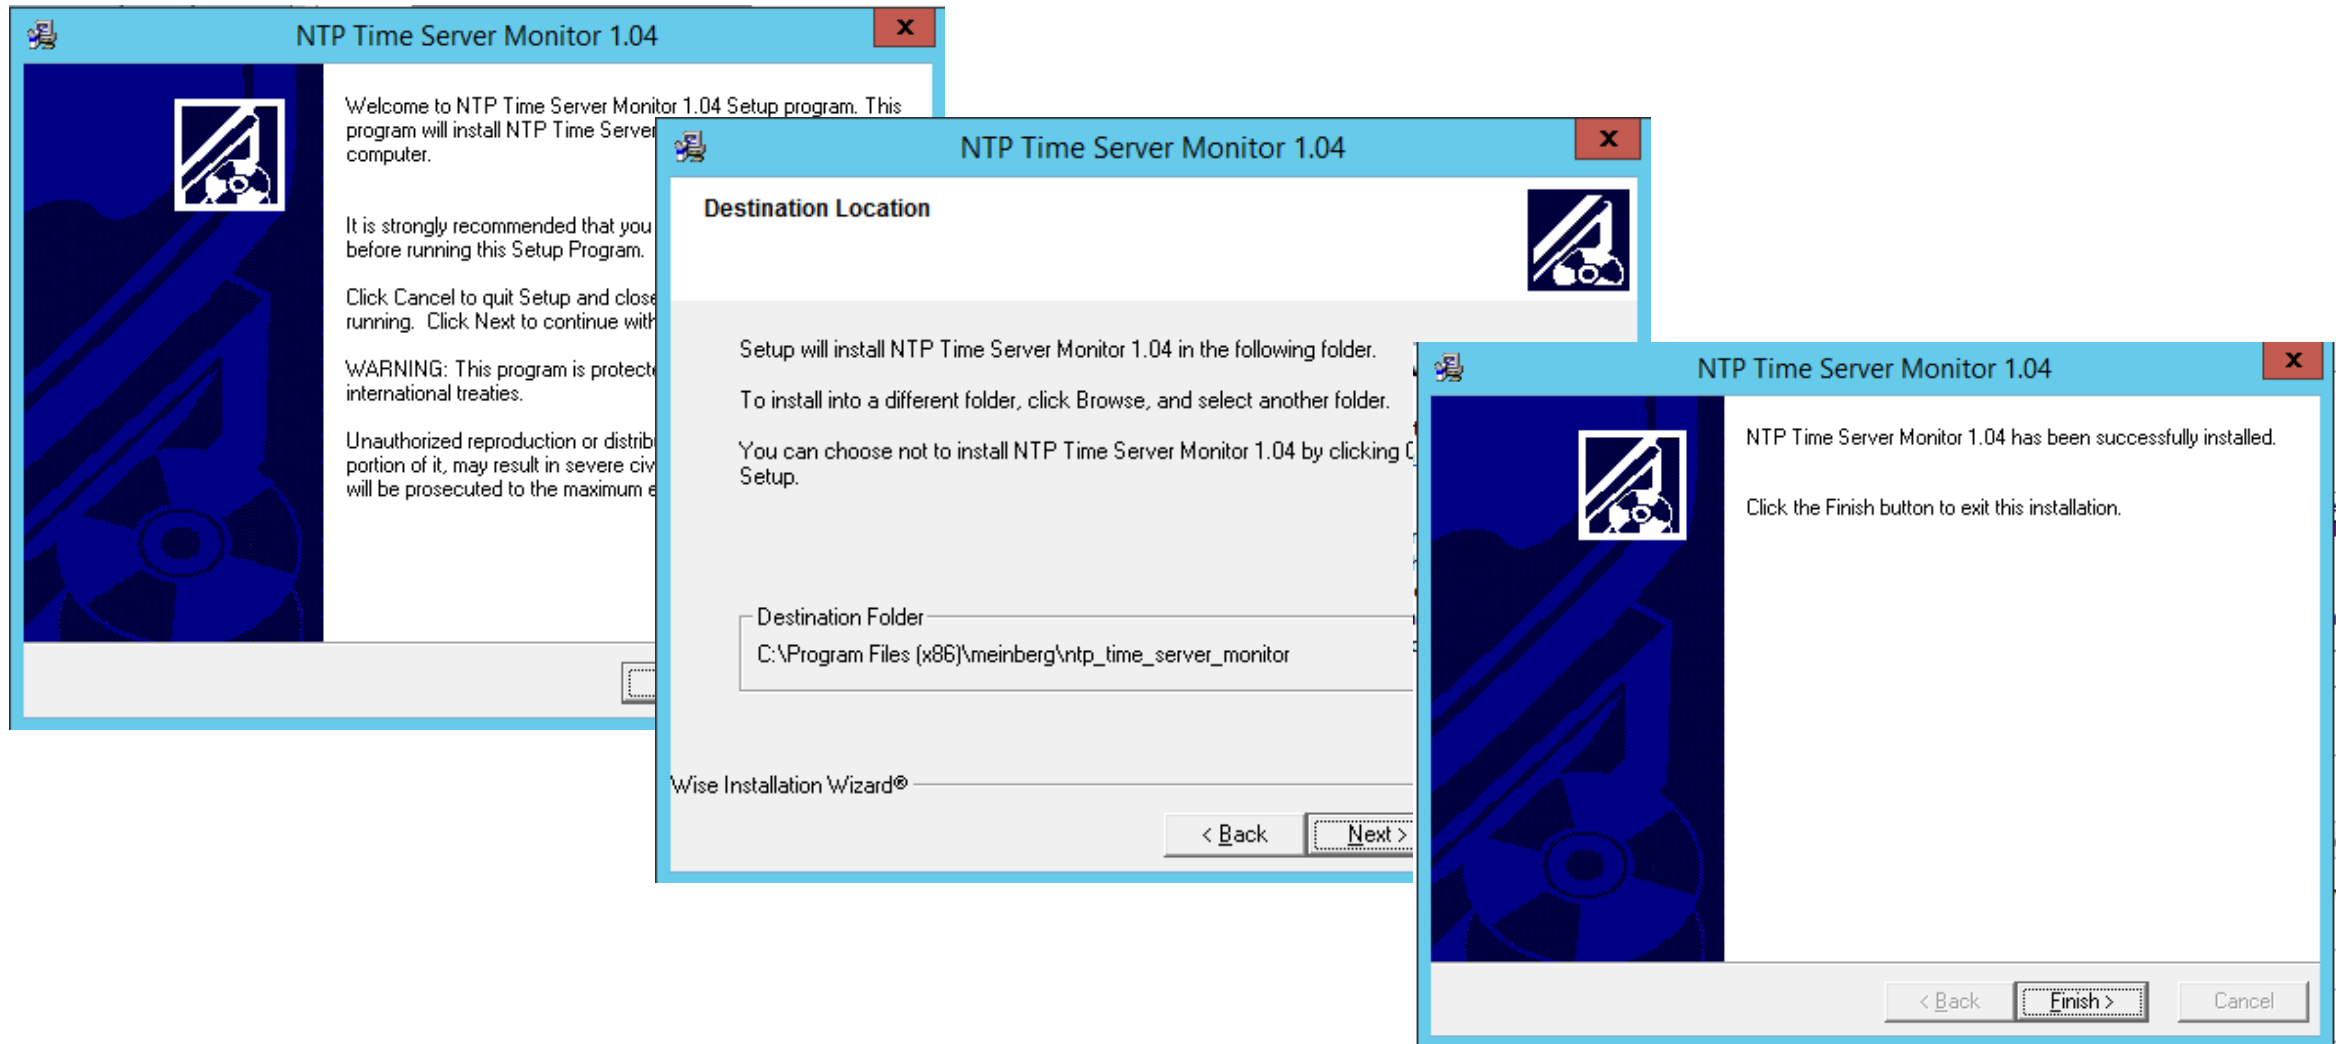 NTP Time Server Monitor 1.04
x
Welcome to NTP Time Server Monitor 1.04 Setup program. This
program will install NTP Time Server
computer.
It is strongly recommended that you
before running this Setup Program.
Click Cancel to quit Setup and close
running. Click Next to continue with
WARNING: This program is
international treaties.
Unauthorized reproduction or
portion of it, may result in severe
will be prosecuted to the maximum
NTP Time Server Monitor 1.04
x
Destination Location
Setup will install NTP Time Server Monitor 1.04 in the following folder.
To install into a different folder, click Browse, and select another folder.
You can choose not to install NTP Time Server Monitor 1.04 by clicking
Setup.
Destination Folder
C:\Program Files (x86)\meinberg\ntp_time_server_monitor
Wise Installation Wizard®
< Back
Next >
NTP Time Server Monitor 1.04
x
NTP Time Server Monitor 1.04 has been successfully installed.
Click the Finish button to exit this installation.
< Back
Finish >
Cancel